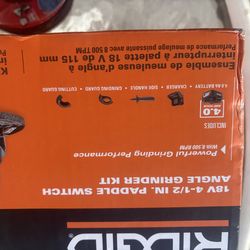 RIDGID
18V 4-1/2 IN. PADDLE SWITCH
ANGLE GRINDER KIT
Powerful Grinding Performance
With 8,500 RPM
INCLUDES
4.0
4.0 Ah BATTERY
CHARGER
SIDE HANDLE
GRINDING GUARD
CUTTING GUARD
Ensemble de meuleuse d'angle à
interrupteur à palette 18 V de 115 mm
Performance de meulage puissante avec 8 500 TPM